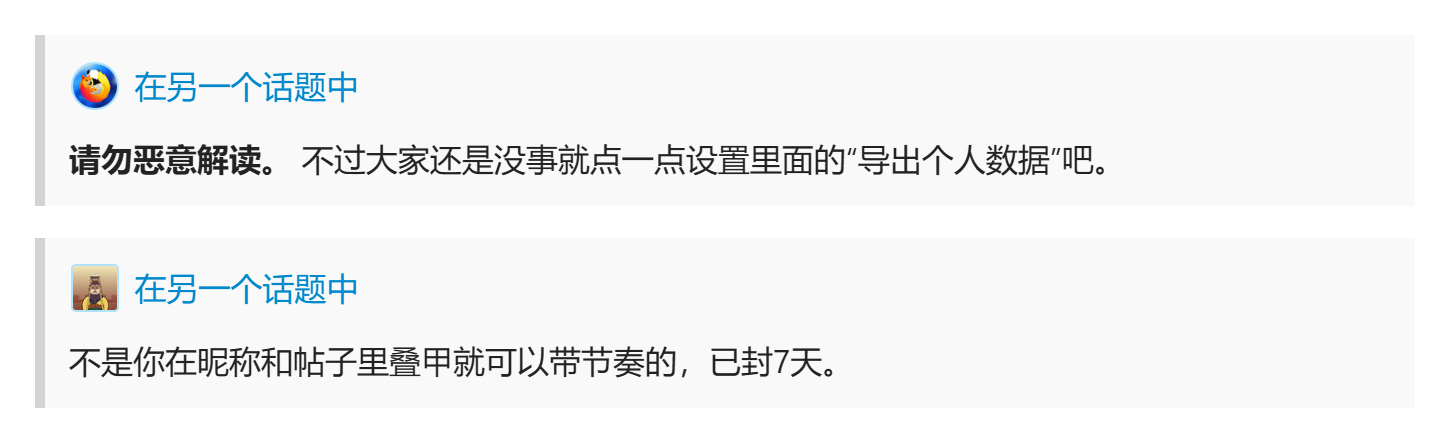 在另一个话题中
请勿恶意解读。 不过大家还是没事就点一点设置里面的“导出个人数据”吧。
在另一个话题中
不是你在昵称和帖子里叠甲就可以带节奏的，已封7天。